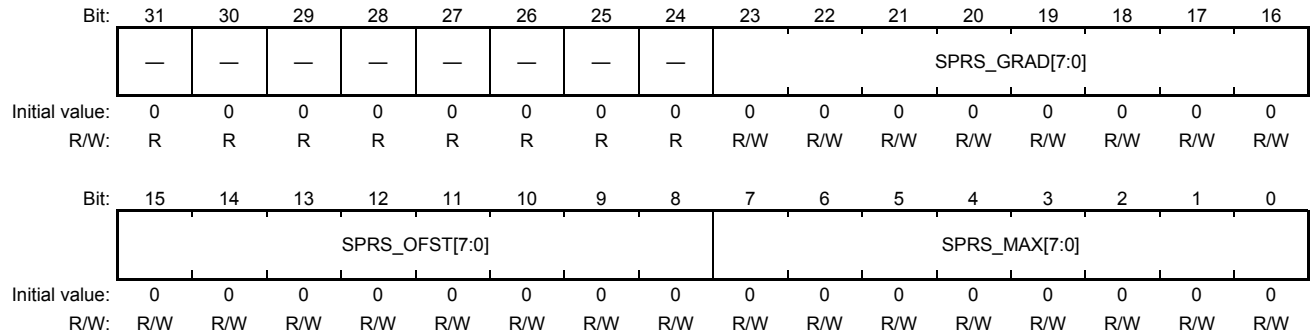 Bit: 31 30 29 28 27 26 25 24 23 22 21 20 19 18 17 16
— — — — — — — — SPRS_GRAD[7:0]
Initial value: 0 0 0 0 0 0 0 0 0 0 0 0 0 0 0 0
R/W: R R R R R R R R R/W R/W R/W R/W R/W R/W R/W R/W
Bit: 15 14 13 12 11 10 9 8 7 6 5 4 3 2 1 0
SPRS_OFST[7:0] SPRS_MAX[7:0]
Initial value: 0 0 0 0 0 0 0 0 0 0 0 0 0 0 0 0
R/W: R/W R/W R/W R/W R/W R/W R/W R/W R/W R/W R/W R/W R/W R/W R/W R/W